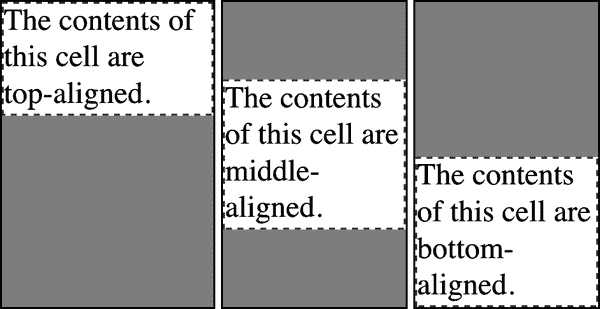 The contents of
this cell are
top-aligned.
The contents
of this cell are
middle-
aligned.
The contents
of this cell are
bottom-
aligned.